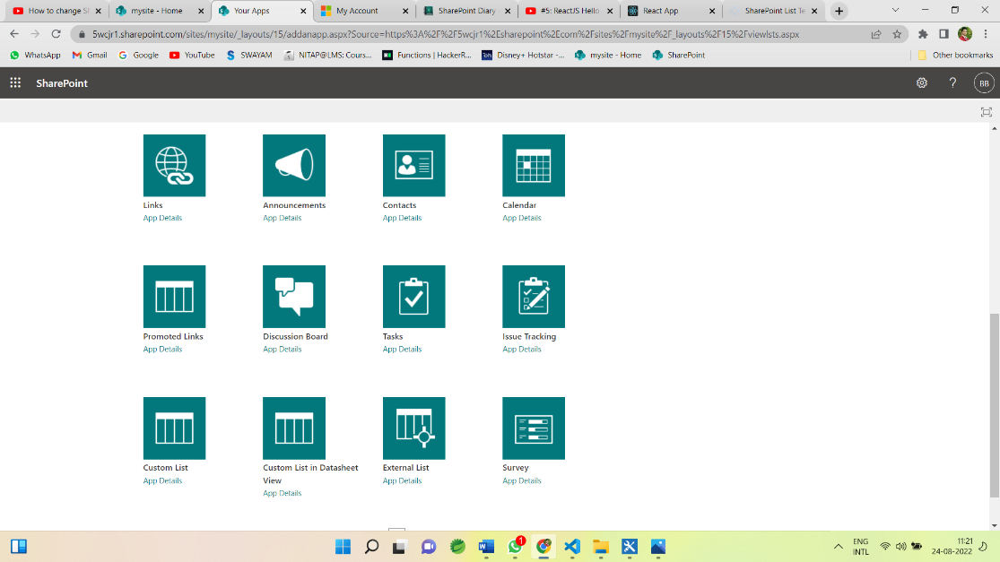 How to change S
mysite - Home
Your Apps
My Account
SharePoint Diary
#5: ReactJS Hello
React App
SharePoint List Te
5wcjr1.sharepoint.com/sites/mysite/_layouts/15/addanapp.aspx?Source=https%3A%2F%2F5wcjr1%2Esharepoint%2Ecom%2Fsites%2Fmysite%2F_layouts%2F15%2Fviewlsts.aspx
WhatsApp
Gmail
Google
YouTube
SWAYAM
NITAP@LMS: Cours...
Functions | HackerR...
Disney+ Hotstar -...
mysite - Home
SharePoint
Other bookmarks
SharePoint
?
BB
Links
App Details
Announcements
App Details
Contacts
App Details
Calendar
App Details
Promoted Links
App Details
Discussion Board
App Details
Tasks
App Details
Issue Tracking
App Details
Custom List
App Details
Custom List in Datasheet
View
App Details
External List
App Details
Survey
App Details
1
ENG
INTL
11:21
24-08-2022